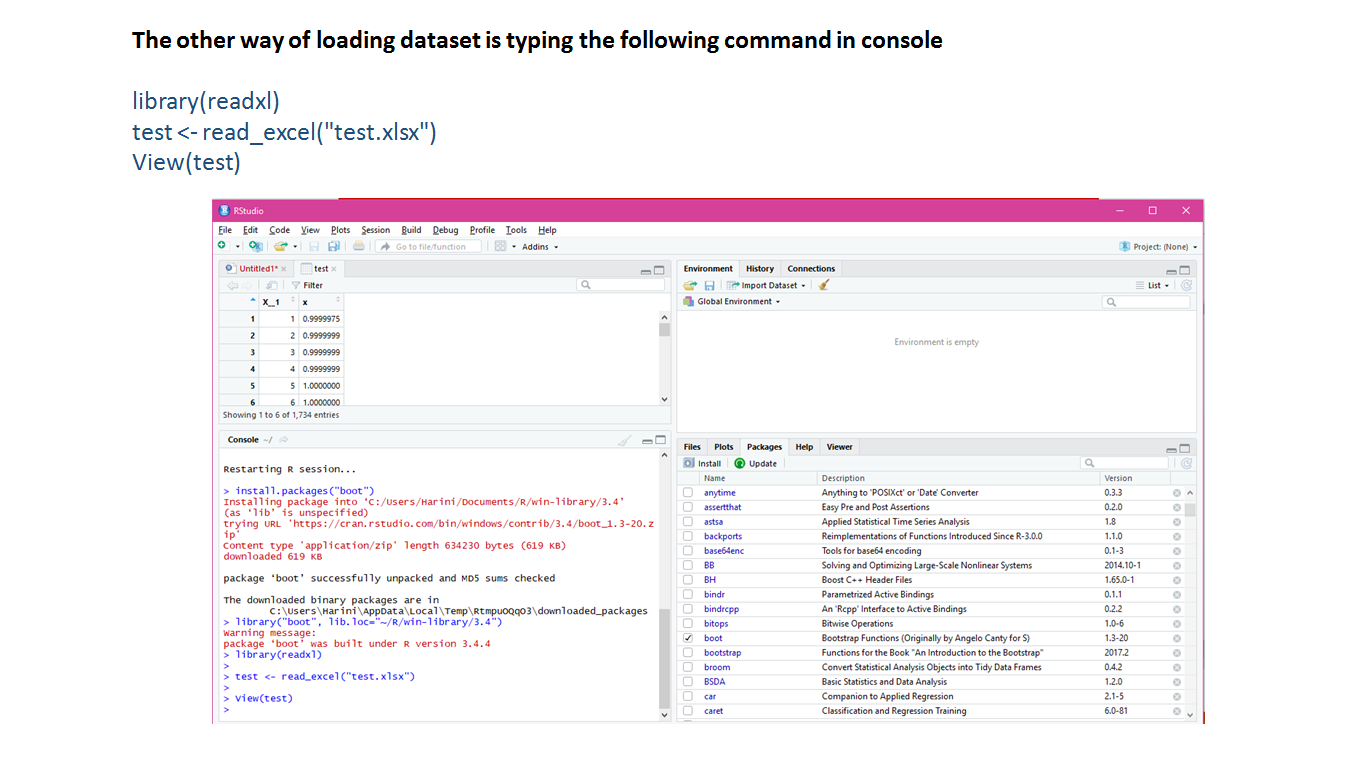 The other way of loading dataset is typing the following command in console
library(readxl)
test <- read_excel("test.xlsx")
View(test)
RStudio
File Edit Code View Plots Session Build Debug Profile Tools Help
Go to file/function Addins Project: (None)
Untitled1* test
Filter
X__1 x
1 1 0.9999975
2 2 0.9999999
3 3 0.9999999
4 4 0.9999999
5 5 1.0000000
6 6 1.0000000
Showing 1 to 6 of 1,734 entries
Console ~/
Restarting R session...
> install.packages("boot")
Installing package into ‘C:/Users/Harini/Documents/R/win-library/3.4’
(as ‘lib’ is unspecified)
trying URL 'https://cran.rstudio.com/bin/windows/contrib/3.4/boot_1.3-20.z
ip'
Content type 'application/zip' length 634230 bytes (619 KB)
downloaded 619 KB
package ‘boot’ successfully unpacked and MD5 sums checked
The downloaded binary packages are in
C:\Users\Harini\AppData\Local\Temp\RtmpuOQqO3\downloaded_packages
> library("boot", lib.loc="~/R/win-library/3.4")
Warning message:
package ‘boot’ was built under R version 3.4.4
> library(readxl)
>
> test <- read_excel("test.xlsx")
>
> View(test)
>
Environment History Connections
Import Dataset List
Global Environment
Environment is empty
Files Plots Packages Help Viewer
Install Update
Name Description Version
anytime Anything to 'POSIXct' or 'Date' Converter 0.3.3
assertthat Easy Pre and Post Assertions 0.2.0
astsa Applied Statistical Time Series Analysis 1.8
backports Reimplementations of Functions Introduced Since R-3.0.0 1.1.0
base64enc Tools for base64 encoding 0.1-3
BB Solving and Optimizing Large-Scale Nonlinear Systems 2014.10-1
BH Boost C++ Header Files 1.65.0-1
bindr Parametrized Active Bindings 0.1.1
bindrcpp An 'Rcpp' Interface to Active Bindings 0.2.2
bitops Bitwise Operations 1.0-6
boot Bootstrap Functions (Originally by Angelo Canty for S) 1.3-20
bootstrap Functions for the Book "An Introduction to the Bootstrap" 2017.2
broom Convert Statistical Analysis Objects into Tidy Data Frames 0.4.2
BSDA Basic Statistics and Data Analysis 1.2.0
car Companion to Applied Regression 2.1-5
caret Classification and Regression Training 6.0-81